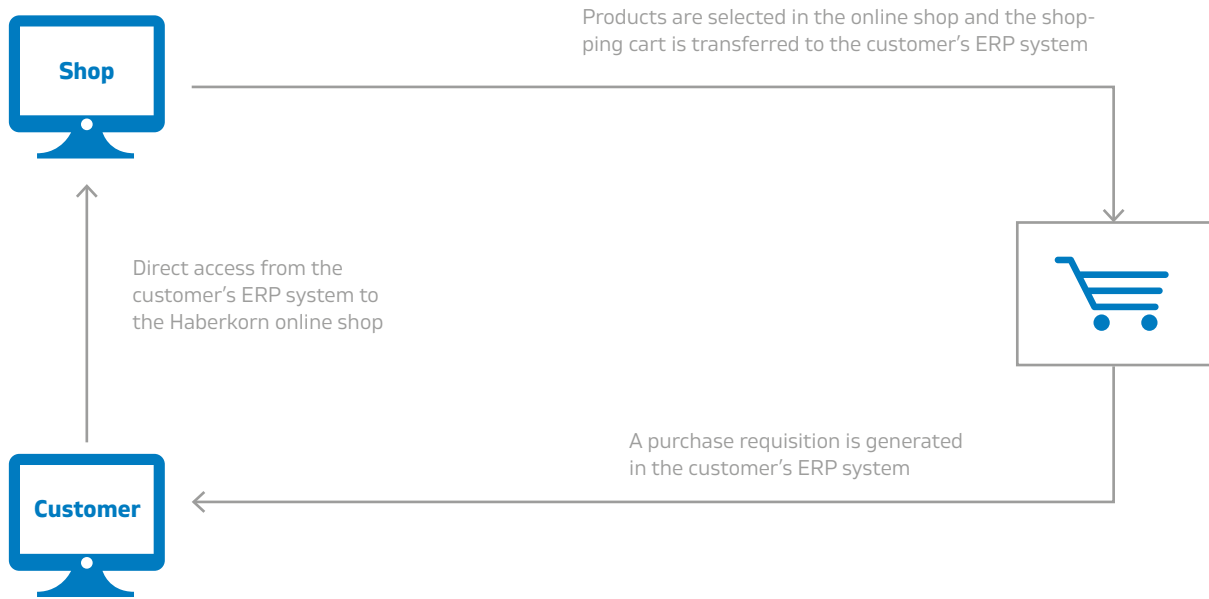 Products are selected in the online shop and the shop-
ping cart is transferred to the customer's ERP system
Shop
Direct access from the
customer's ERP system to
the Haberkorn online shop
A purchase requisition is generated
in the customer's ERP system
Customer